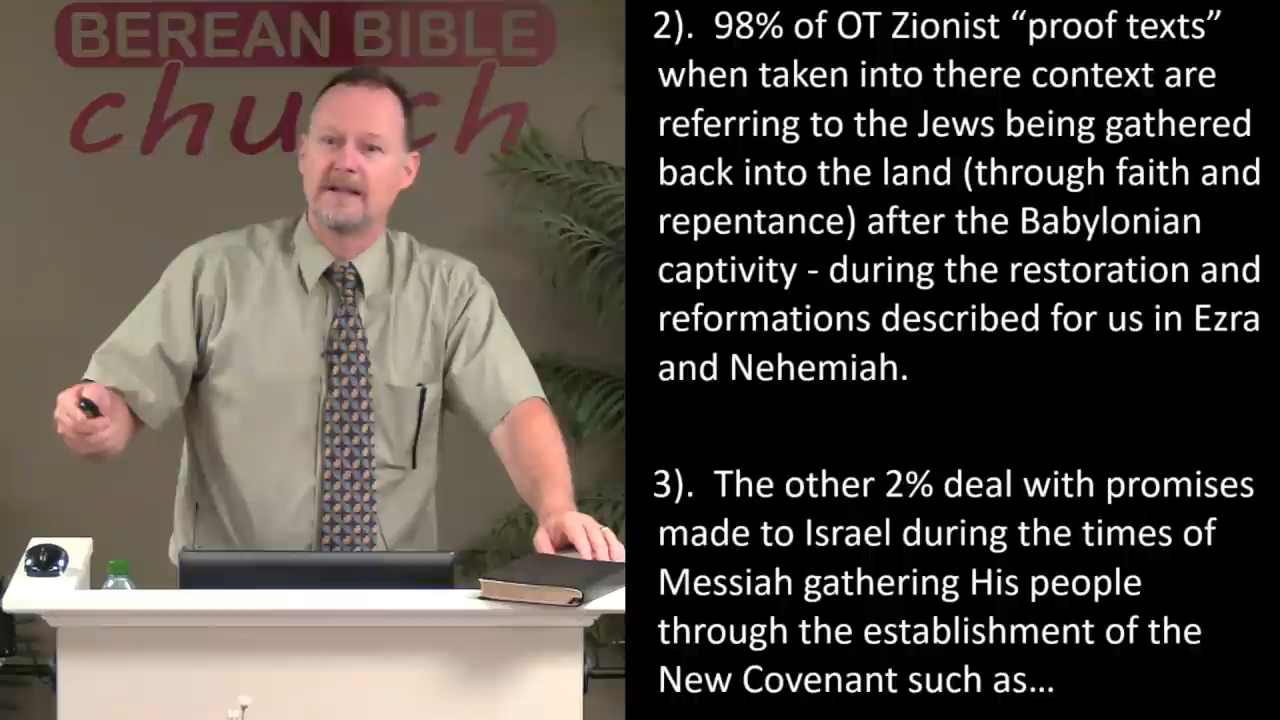 BEREAN BIBLE
church
2). 98% of OT Zionist “proof texts”
when taken into there context are
referring to the Jews being gathered
back into the land (through faith and
repentance) after the Babylonian
captivity - during the restoration and
reformations described for us in Ezra
and Nehemiah.
3). The other 2% deal with promises
made to Israel during the times of
Messiah gathering His people
through the establishment of the
New Covenant such as…